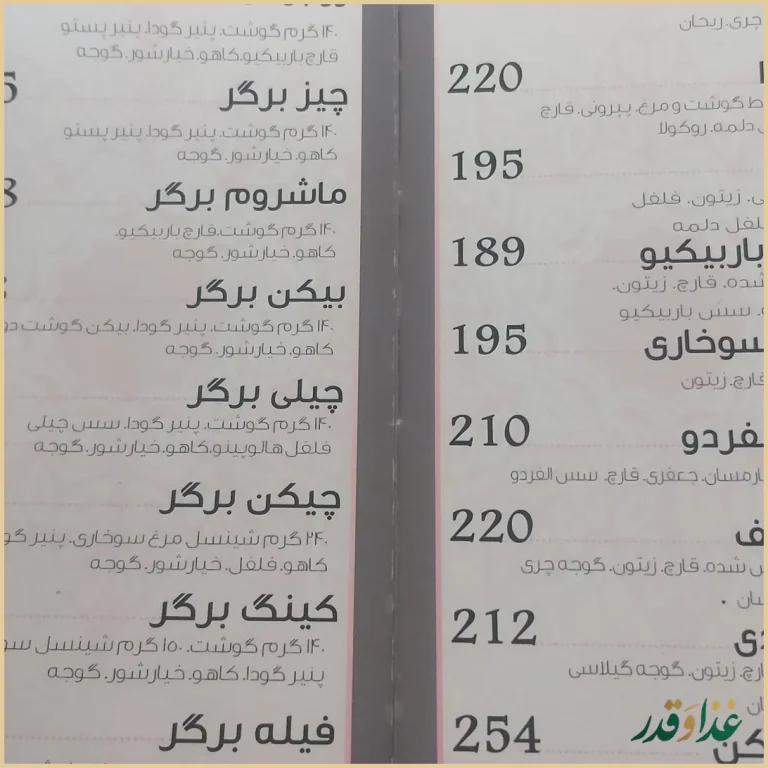 ۱۴۰ گرم گوشت. پنیر گودا. پنیر پستو
قارچ باربیکیو.کاهو.خیارشور.گوجه
چیز برگر
۱۴۰ گرم گوشت. پنیر گودا. پنیر پستو
کاهو. خیارشور. گوجه
ماشروم برگر
۱۴۰ گرم گوشت.قارچ باربیکیو.
کاهو. خیارشور. گوجه
بیکن برگر
۱۴۰ گرم گوشت. پنیر گودا. بیکن گوشت
کاهو. خیارشور. گوجه
چیلی برگر
۱۴۰ گرم گوشت. پنیر گودا. سس چیلی
فلفل هالوپینو.کاهو. خیارشور. گوجه
چیکن برگر
۲۴۰ گرم شینسل مرغ سوخاری. پنیر
کاهو. فلفل. خیارشور. گوجه
کینگ برگر
۱۴۰ گرم گوشت. ۱۵۰ گرم شینسل
پنیر گودا. کاهو. خیارشور. گوجه
فیله برگر
چری. ریحان
220
گوشت و مرغ. پپرونی. قارچ
دلمه. روکولا
195
زیتون. فلفل
دلمه
باربیکیو 189
شده. قارچ. زیتون.
سس باربیکیو
سوخاری 195
قارچ. زیتون
210
پارمسان. جعفری. قارچ. سس الفردو
220
شده. قارچ. زیتون. گوجه چری
212
زیتون. گوجه گیلاسی
254
غذا و قدر